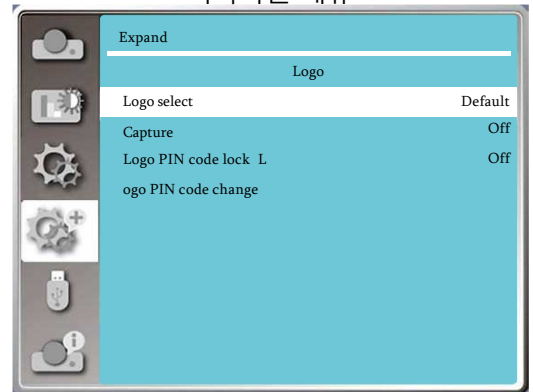 Expand
Logo
Logo select Default
Capture Off
Logo PIN code lock L Off
ogo PIN code change